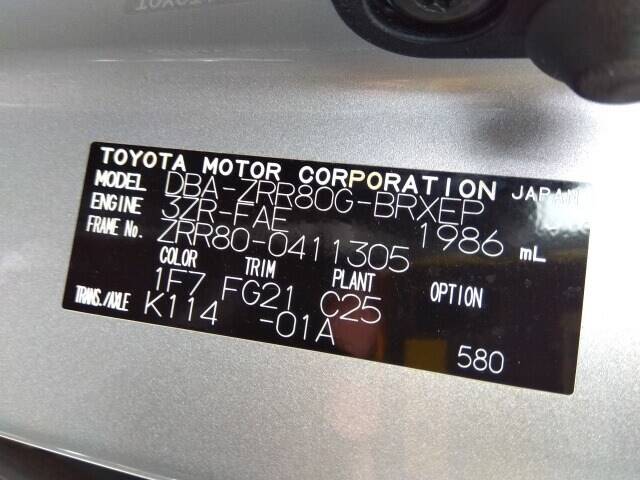 TOYOTA MOTOR CORPORATION JAPAN
MODEL DBA-ZRR80G-BRXEP
ENGINE 3ZR-FAE 1986 mL
FRAME No. ZRR80-0411305
COLOR TRIM PLANT OPTION
1F7 FG21 C25
TRANS./AXLE K114 -01A
580